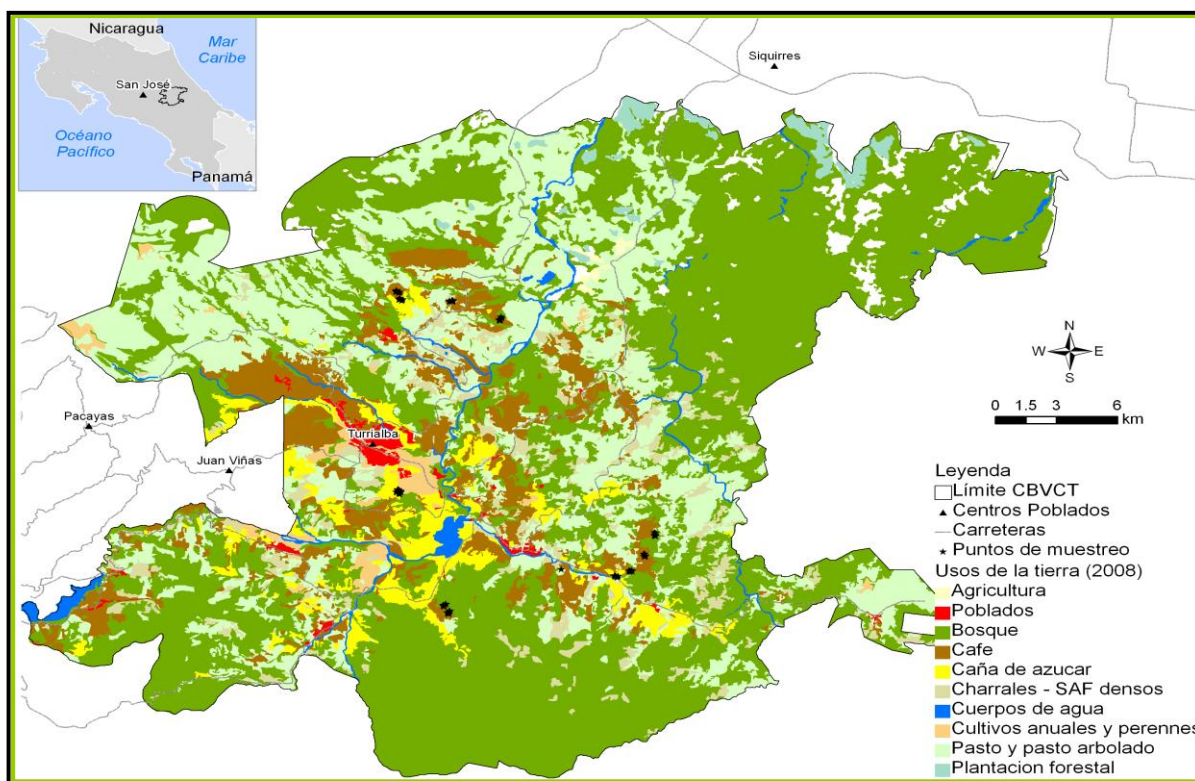 Nicaragua
Mar
Caribe
San José
Océano
Pacífico
Panamá
Siquirres
Pacayas
Turrialba
Juan Viñas
N
W E
S
0 1.5 3 6
km
Leyenda
Límite CBVCT
Centros Poblados
Carreteras
Puntos de muestreo
Usos de la tierra (2008)
Agricultura
Poblados
Bosque
Cafe
Caña de azucar
Charrales - SAF densos
Cuerpos de agua
Cultivos anuales y perennes
Pasto y pasto arbolado
Plantacion forestal